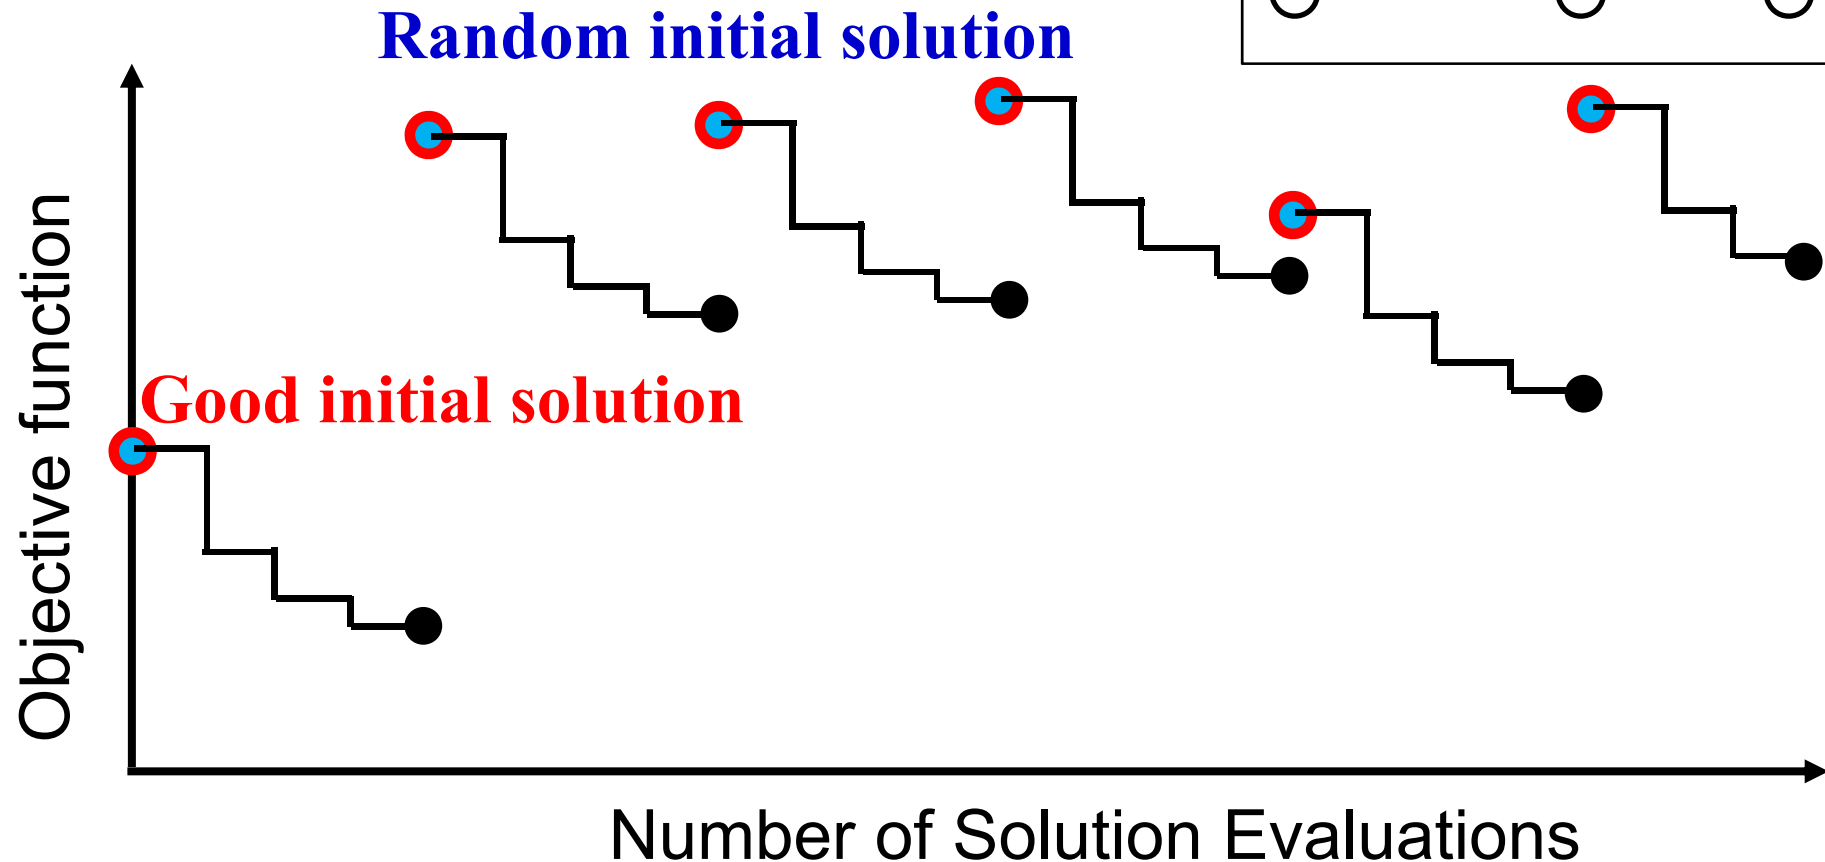 Random initial solution
Good initial solution
Objective function
Number of Solution Evaluations